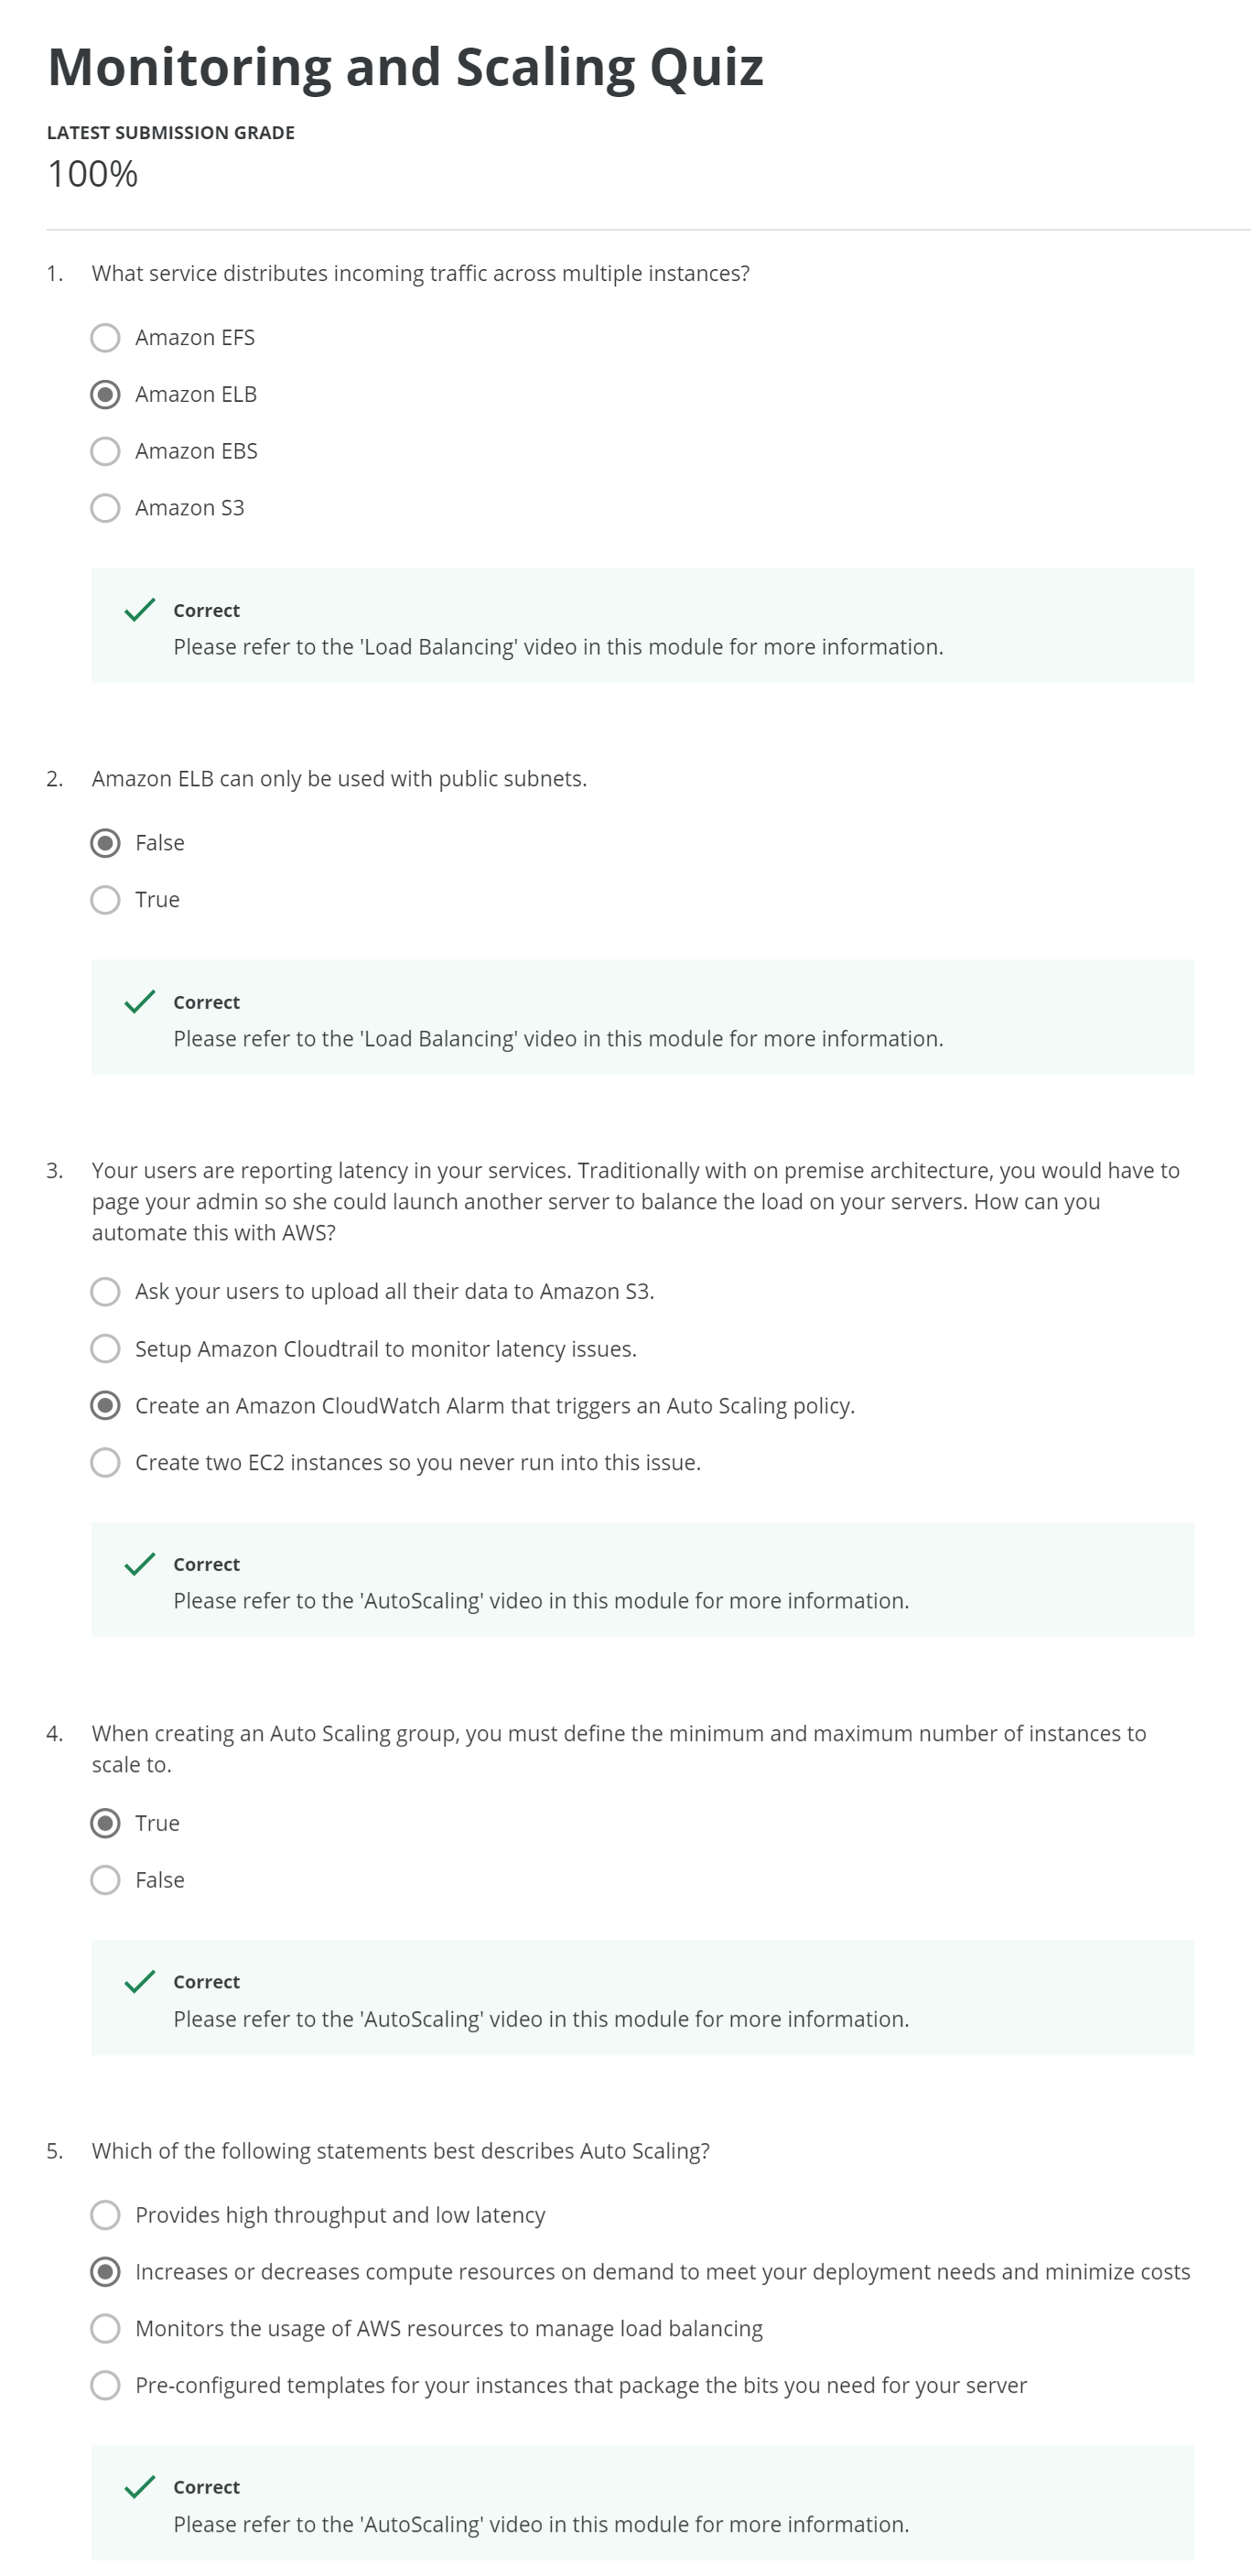 Monitoring and Scaling Quiz
LATEST SUBMISSION GRADE
100%
1. What service distributes incoming traffic across multiple instances?
Amazon EFS
Amazon ELB
Amazon EBS
Amazon S3
Correct
Please refer to the 'Load Balancing' video in this module for more information.
2. Amazon ELB can only be used with public subnets.
False
True
Correct
Please refer to the 'Load Balancing' video in this module for more information.
3. Your users are reporting latency in your services. Traditionally with on premise architecture, you would have to
page your admin so she could launch another server to balance the load on your servers. How can you
automate this with AWS?
Ask your users to upload all their data to Amazon S3.
Setup Amazon Cloudtrail to monitor latency issues.
Create an Amazon CloudWatch Alarm that triggers an Auto Scaling policy.
Create two EC2 instances so you never run into this issue.
Correct
Please refer to the 'AutoScaling' video in this module for more information.
4. When creating an Auto Scaling group, you must define the minimum and maximum number of instances to
scale to.
True
False
Correct
Please refer to the 'AutoScaling' video in this module for more information.
5. Which of the following statements best describes Auto Scaling?
Provides high throughput and low latency
Increases or decreases compute resources on demand to meet your deployment needs and minimize costs
Monitors the usage of AWS resources to manage load balancing
Pre-configured templates for your instances that package the bits you need for your server
Correct
Please refer to the 'AutoScaling' video in this module for more information.